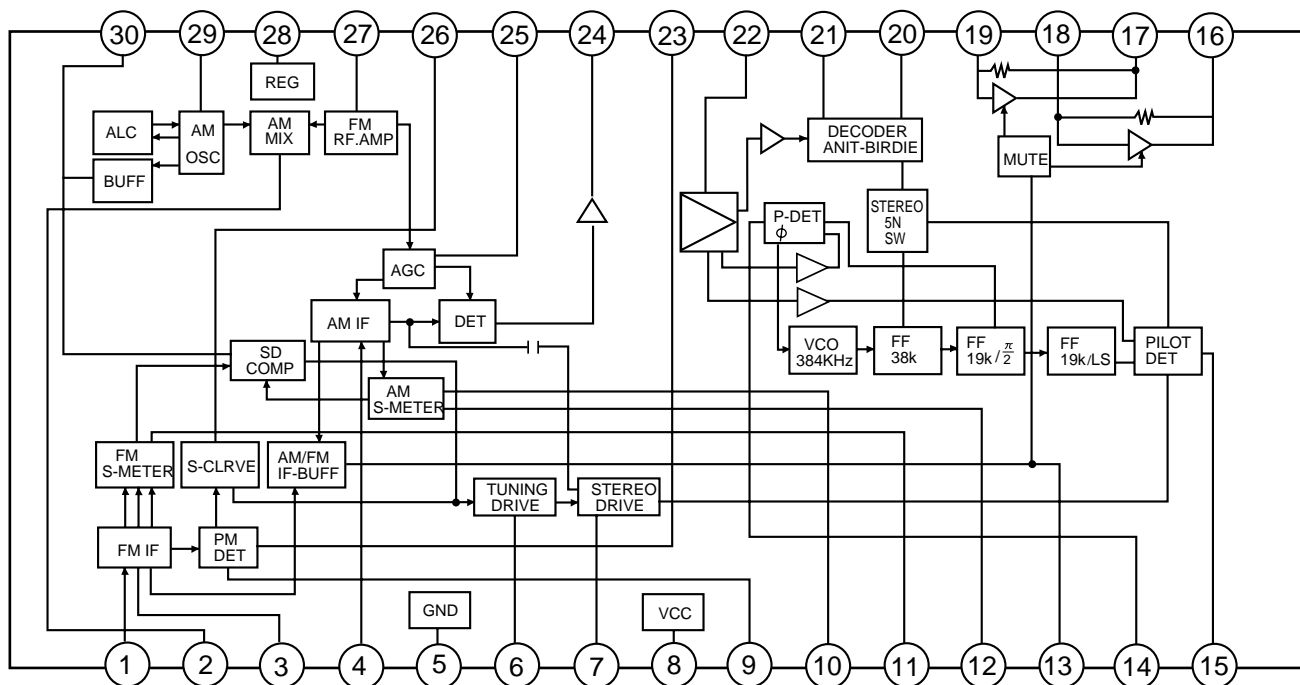 30 29 28 27 26 25 24 23 22 21 20 19 18 17 16
REG
ALC
AM
OSC
AM
MIX
FM
RF.AMP
DECODER
ANIT-BIRDIE
MUTE
BUFF
STEREO
5N
SW
P-DET
ϕ
AGC
AM IF
DET
SD
COMP
VCO
384KHz
FF
38k
FF
19k/π/2
FF
19k/LS
PILOT
DET
AM
S-METER
FM
S-METER
S-CLRVE
AM/FM
IF-BUFF
TUNING
DRIVE
STEREO
DRIVE
FM IF
PM
DET
GND
VCC
1 2 3 4 5 6 7 8 9 10 11 12 13 14 15